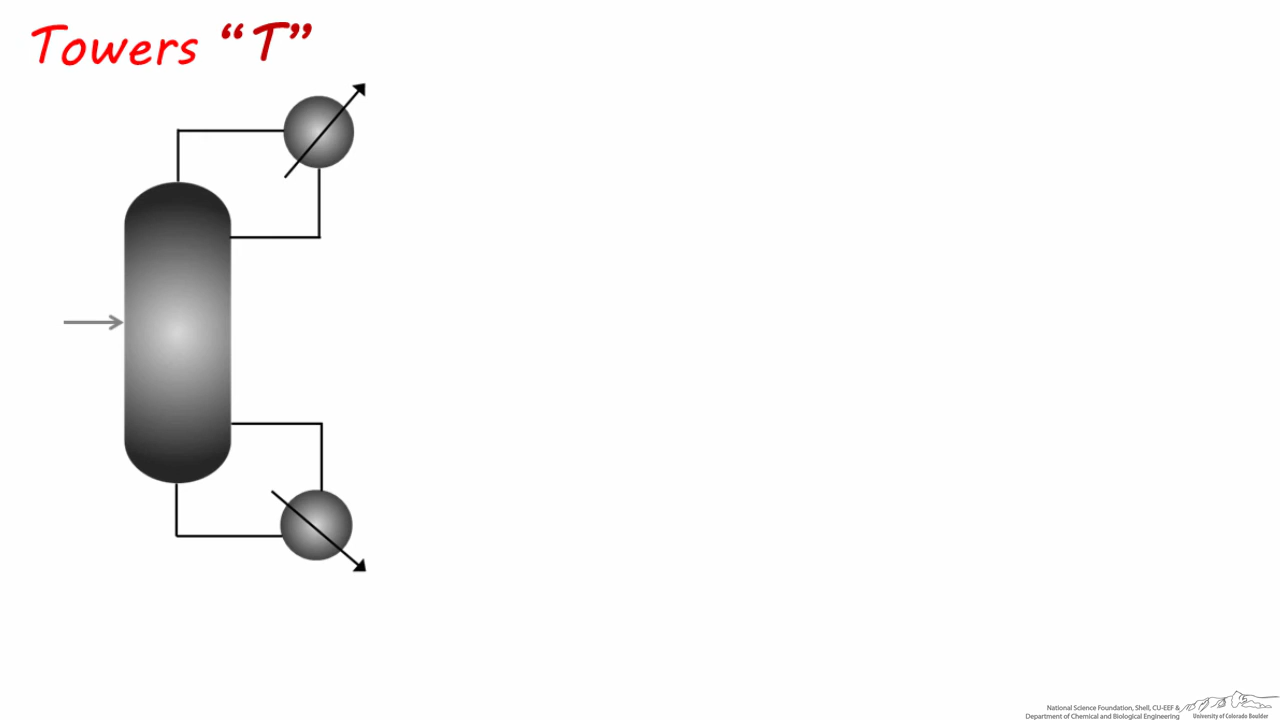 Towers “T”
National Science Foundation, Shell, CU-EEF &
Department of Chemical and Biological Engineering
University of Colorado Boulder